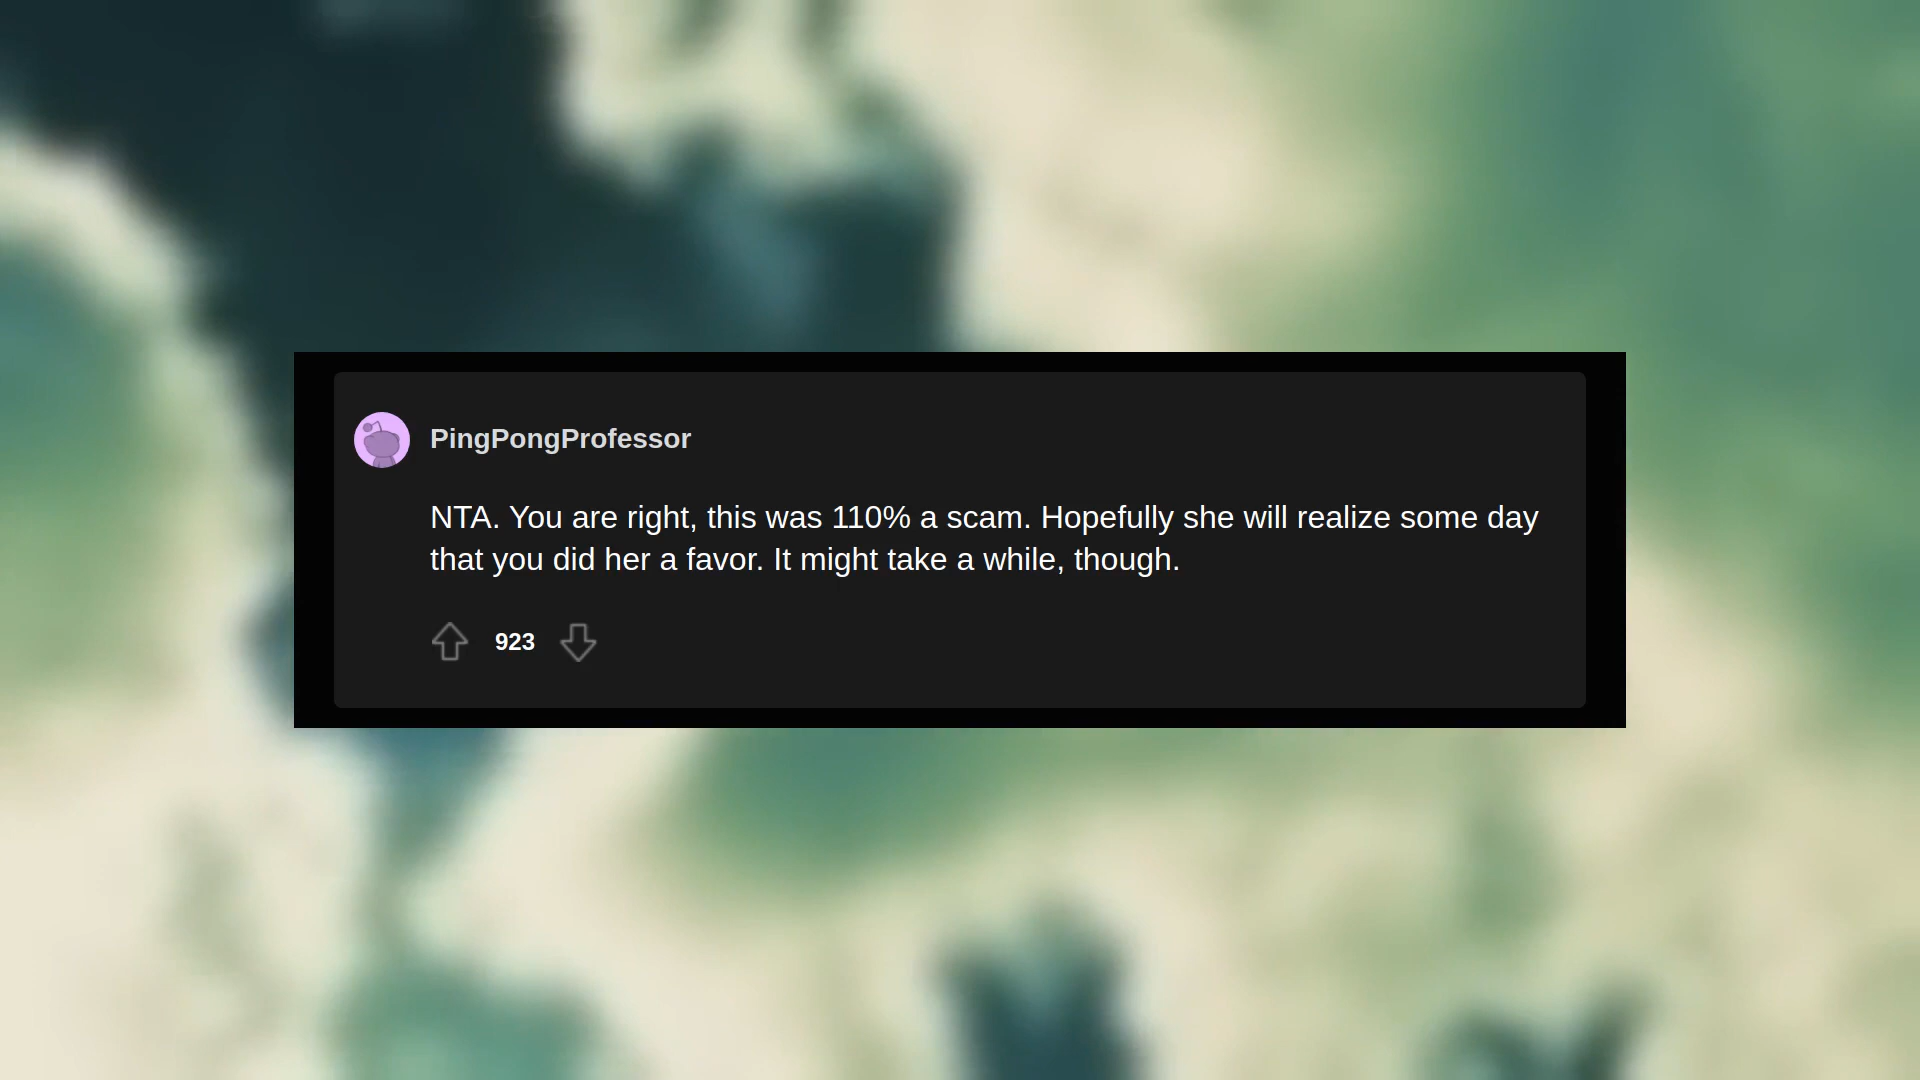 PingPongProfessor
NTA. You are right, this was 110% a scam. Hopefully she will realize some day
that you did her a favor. It might take a while, though.
923